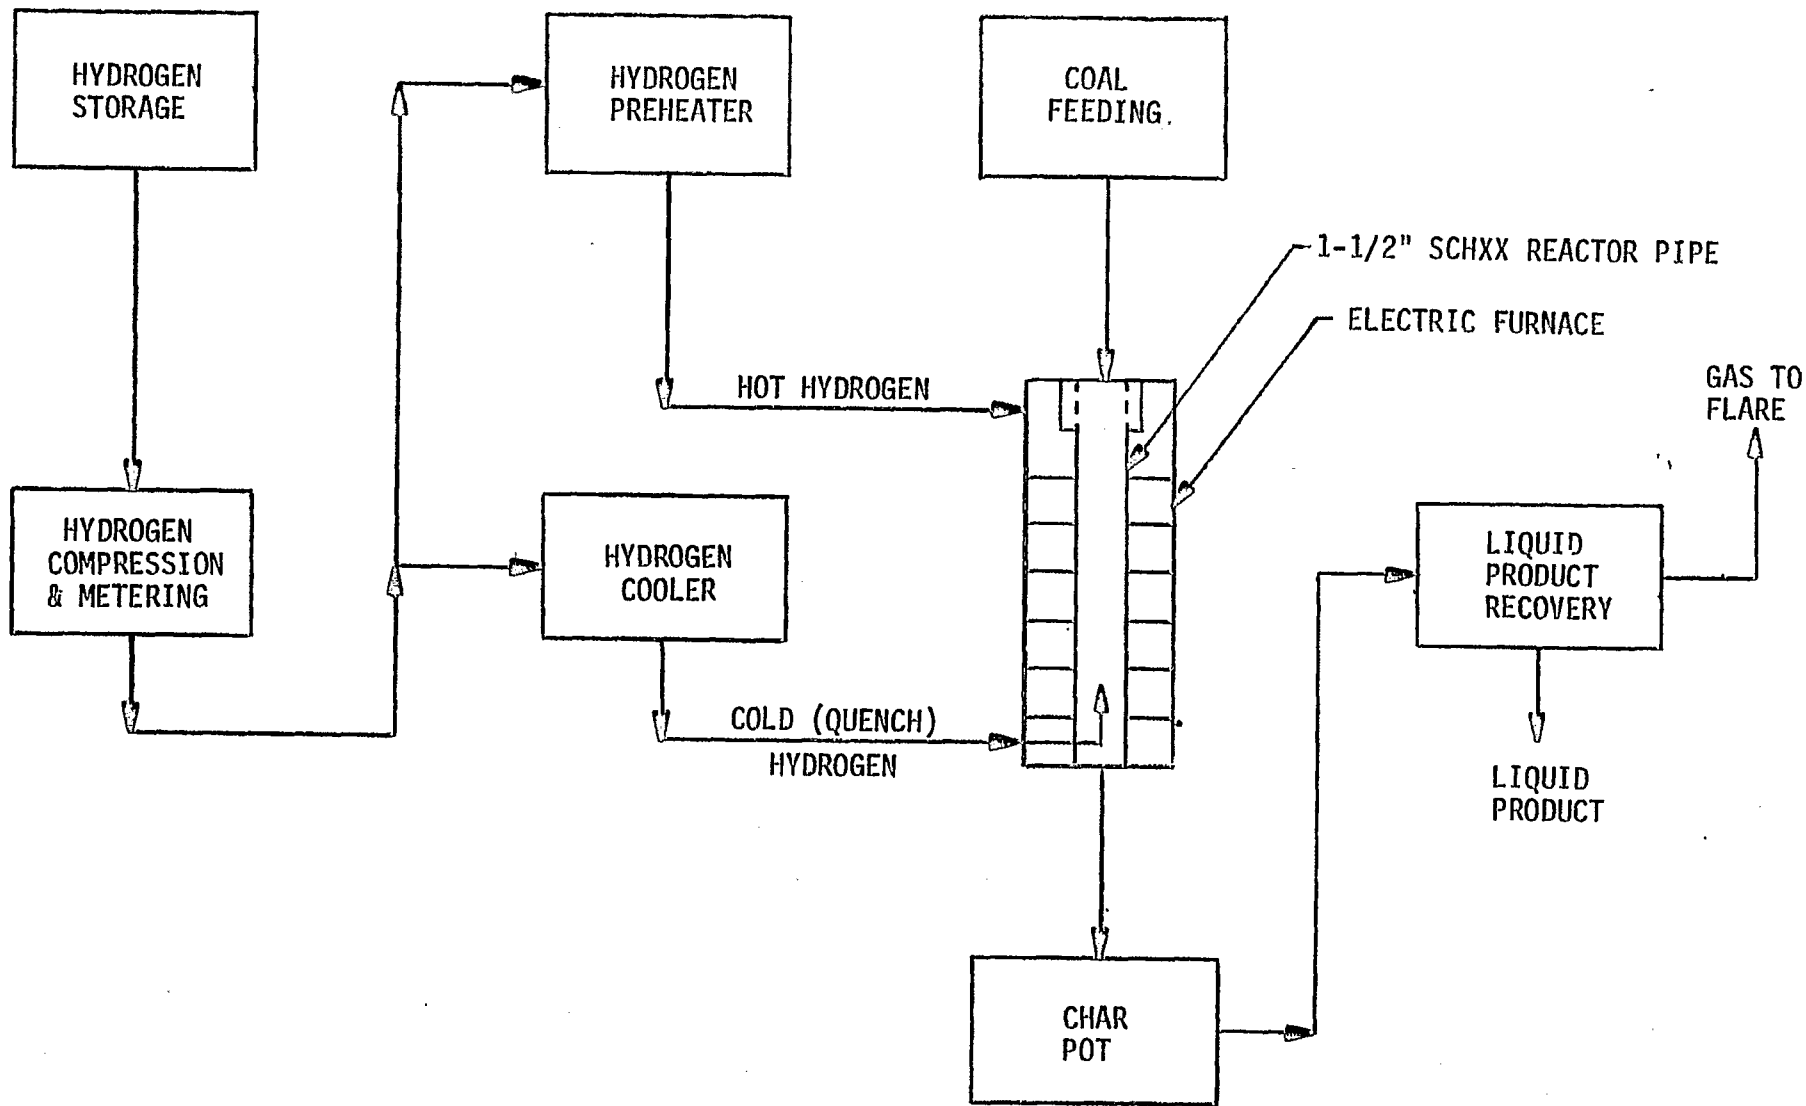 HYDROGEN
STORAGE
HYDROGEN
PREHEATER
COAL
FEEDING
1-1/2" SCHXX REACTOR PIPE
ELECTRIC FURNACE
GAS TO
FLARE
HOT HYDROGEN
HYDROGEN
COMPRESSION
& METERING
HYDROGEN
COOLER
LIQUID
PRODUCT
RECOVERY
COLD (QUENCH)
HYDROGEN
LIQUID
PRODUCT
CHAR
POT